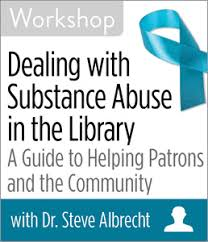 Workshop
Dealing with
Substance Abuse
in the Library
A Guide to Helping Patrons
and the Community
with Dr. Steve Albrecht